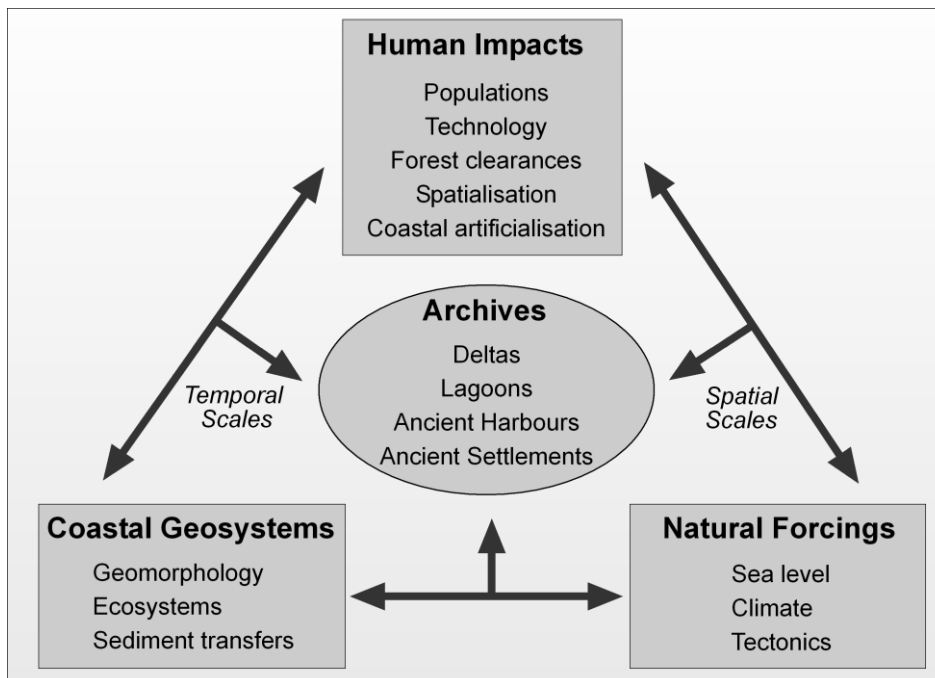 Human Impacts
Populations
Technology
Forest clearances
Spatialisation
Coastal artificialisation
Archives
Deltas
Lagoons
Ancient Harbours
Ancient Settlements
Temporal
Scales
Spatial
Scales
Coastal Geosystems
Geomorphology
Ecosystems
Sediment transfers
Natural Forcings
Sea level
Climate
Tectonics